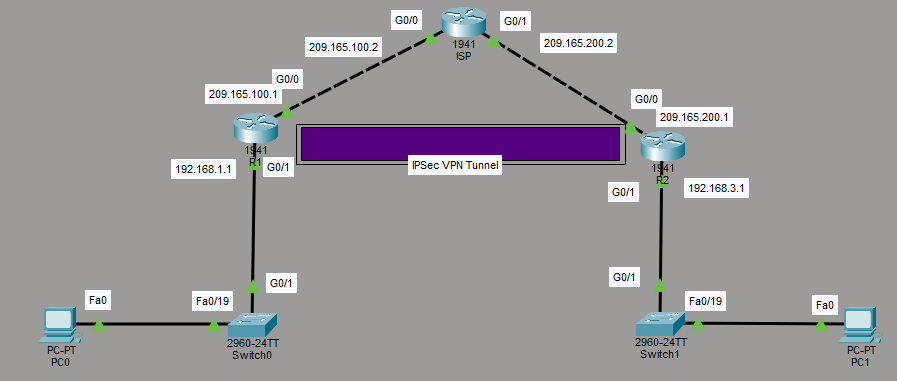 G0/0
G0/1
1941
ISP
209.165.100.2
209.165.200.2
G0/0
209.165.100.1
G0/0
209.165.200.1
1941
R1
IPSec VPN Tunnel
1941
R2
192.168.1.1
G0/1
G0/1
192.168.3.1
G0/1
G0/1
Fa0
Fa0/19
Fa0/19
Fa0
PC-PT
PC0
2960-24TT
Switch0
2960-24TT
Switch1
PC-PT
PC1